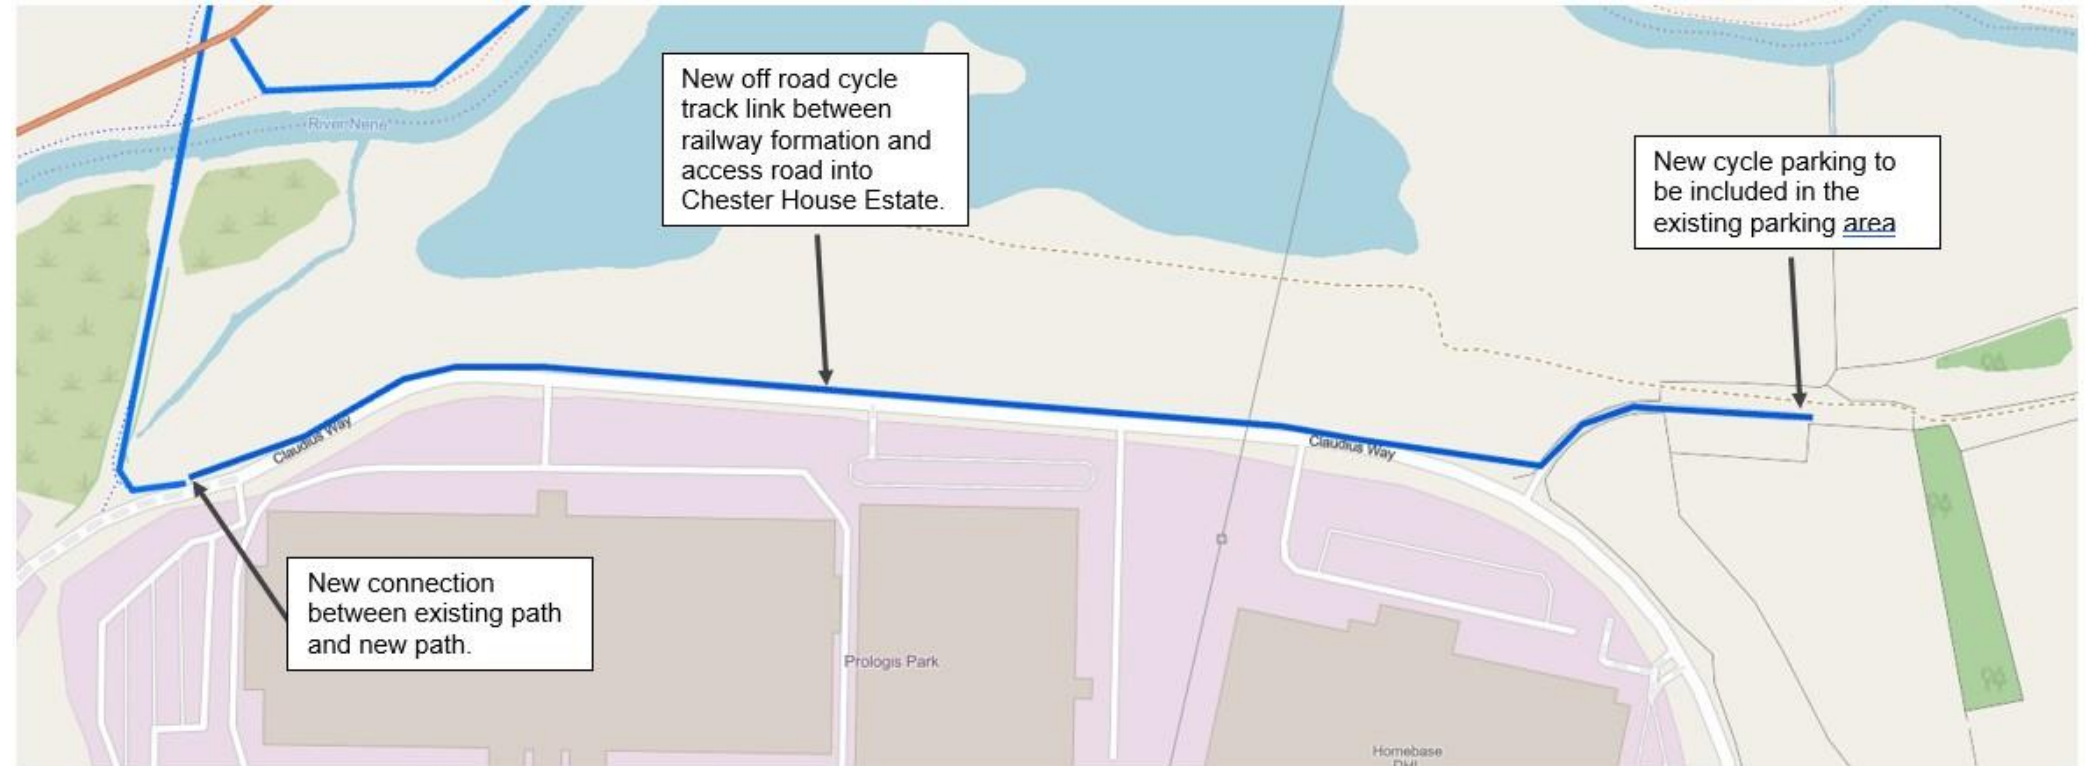 New off road cycle
track link between
railway formation and
access road into
Chester House Estate.
River Nene
New cycle parking to
be included in the
existing parking area
Claudius Way
Claudius Way
New connection
between existing path
and new path.
Prologis Park
Homebase
DHL